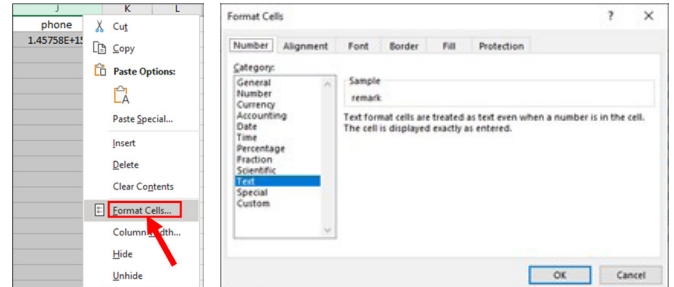 J K L
phone
1.45758E+15
Cut
Copy
Paste Options:
Paste Special...
Insert
Delete
Clear Contents
Format Cells...
Column
Hide
Unhide
Format Cells
? ×
Number Alignment Font Border Fill Protection
Category:
General
Number
Currency
Accounting
Date
Time
Percentage
Fraction
Scientific
Text
Special
Custom
Sample
remark
Text format cells are treated as text even when a number is in the cell.
The cell is displayed exactly as entered.
OK Cancel